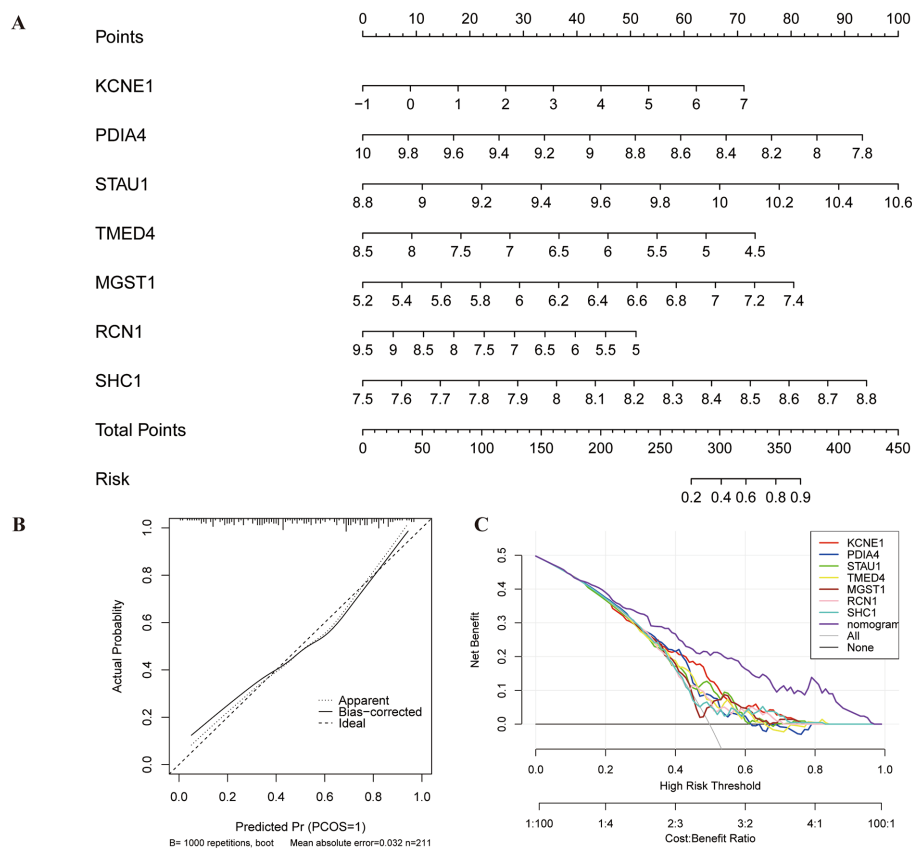 A
Points
0 10 20 30 40 50 60 70 80 90 100
KCNE1
−1 0 1 2 3 4 5 6 7
PDIA4
10 9.8 9.6 9.4 9.2 9 8.8 8.6 8.4 8.2 8 7.8
STAU1
8.8 9 9.2 9.4 9.6 9.8 10 10.2 10.4 10.6
TMED4
8.5 8 7.5 7 6.5 6 5.5 5 4.5
MGST1
5.2 5.4 5.6 5.8 6 6.2 6.4 6.6 6.8 7 7.2 7.4
RCN1
9.5 9 8.5 8 7.5 7 6.5 6 5.5 5
SHC1
7.5 7.6 7.7 7.8 7.9 8 8.1 8.2 8.3 8.4 8.5 8.6 8.7 8.8
Total Points
0 50 100 150 200 250 300 350 400 450
Risk
0.2 0.4 0.6 0.8 0.9
B
Actual Probablity
1.0
0.8
0.6
0.4
0.2
0.0
Apparent
Bias−corrected
Ideal
0.0 0.2 0.4 0.6 0.8 1.0
Predicted Pr (PCOS=1)
B= 1000 repetitions, boot Mean absolute error=0.032 n=211
C
Net Benefit
0.5
0.4
0.3
0.2
0.1
0.0
KCNE1
PDIA4
STAU1
TMED4
MGST1
RCN1
SHC1
nomogram
All
None
0.0 0.2 0.4 0.6 0.8 1.0
High Risk Threshold
1:100 1:4 2:3 3:2 4:1 100:1
Cost:Benefit Ratio